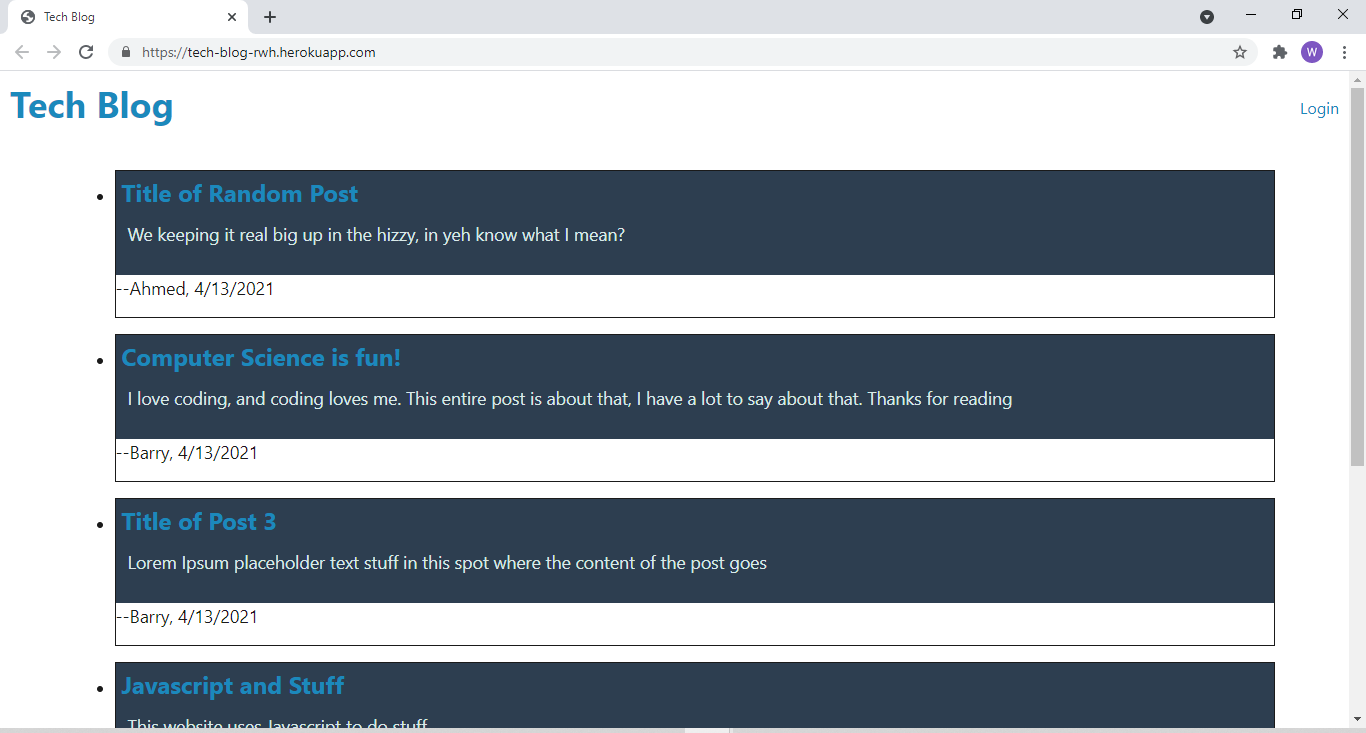 Tech Blog
https://tech-blog-rwh.herokuapp.com
W
Tech Blog
Login
Title of Random Post
We keeping it real big up in the hizzy, in yeh know what I mean?
--Ahmed, 4/13/2021
Computer Science is fun!
I love coding, and coding loves me. This entire post is about that, I have a lot to say about that. Thanks for reading
--Barry, 4/13/2021
Title of Post 3
Lorem Ipsum placeholder text stuff in this spot where the content of the post goes
--Barry, 4/13/2021
Javascript and Stuff
This website uses Javascript to do stuff